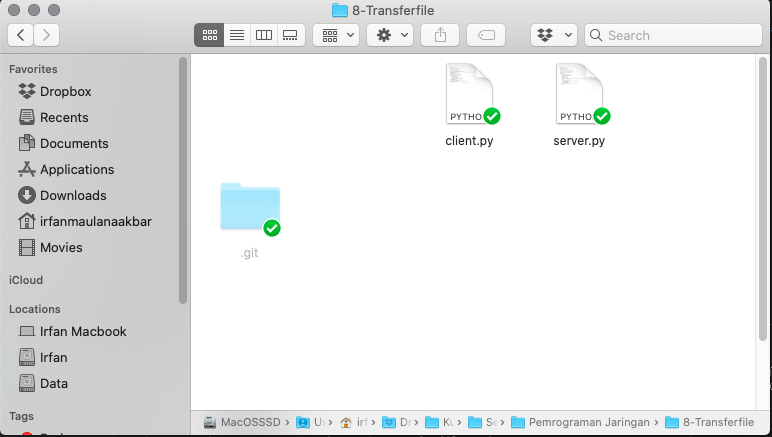 8-Transferfile
Search
Favorites
Dropbox
Recents
Documents
Applications
Downloads
irfanmaulanaakbar
Movies
iCloud
Locations
Irfan Macbook
Irfan
Data
Tags
PYTHO
client.py
PYTHO
server.py
.git
MacOSSSD › Us › irf › Dr › Ku › Se › Pemrograman Jaringan › 8-Transferfile